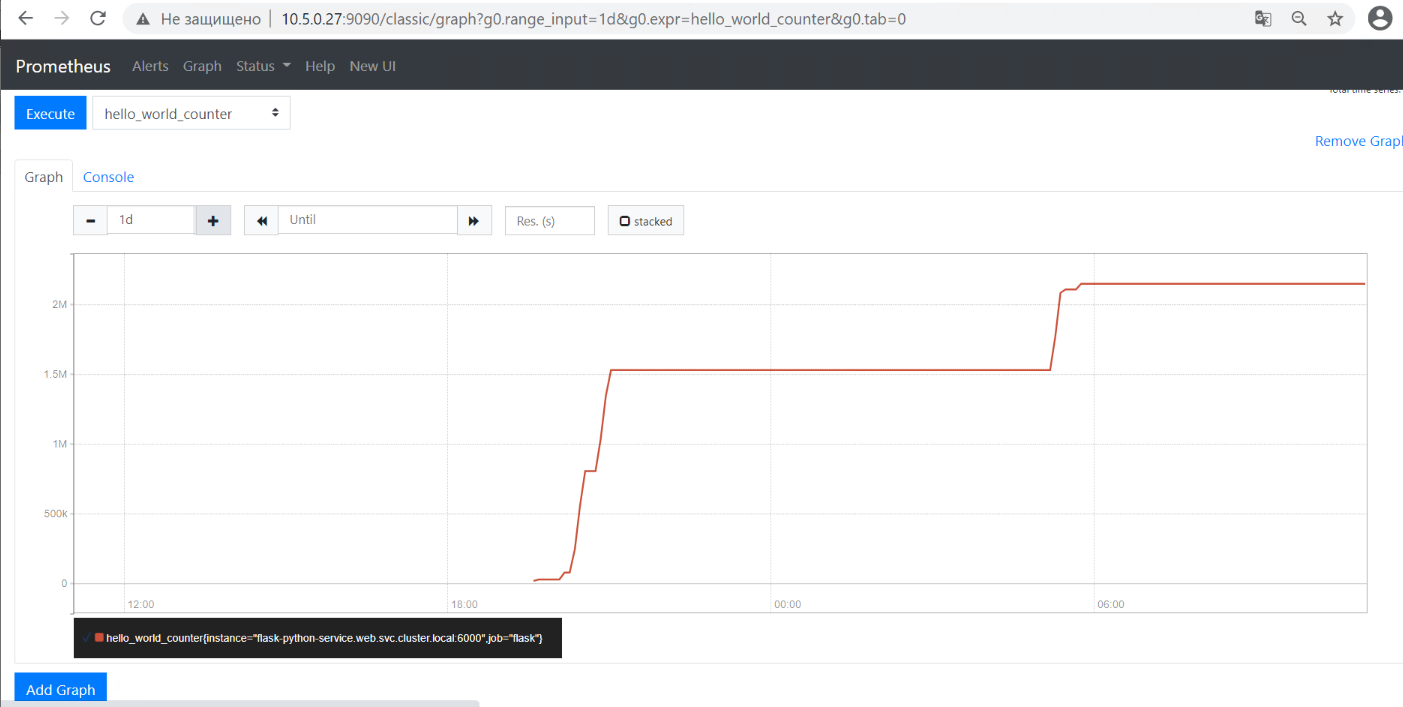 Не защищено | 10.5.0.27:9090/classic/graph?g0.range_input=1d&g0.expr=hello_world_counter&g0.tab=0
Prometheus Alerts Graph Status Help New UI
Total time series:
Execute hello_world_counter
Remove Graph
Graph Console
1d Until Res. (s) stacked
2M
1.5M
1M
500k
0
12:00 18:00 00:00 06:00
hello_world_counter{instance="flask-python-service.web.svc.cluster.local:6000",job="flask"}
Add Graph